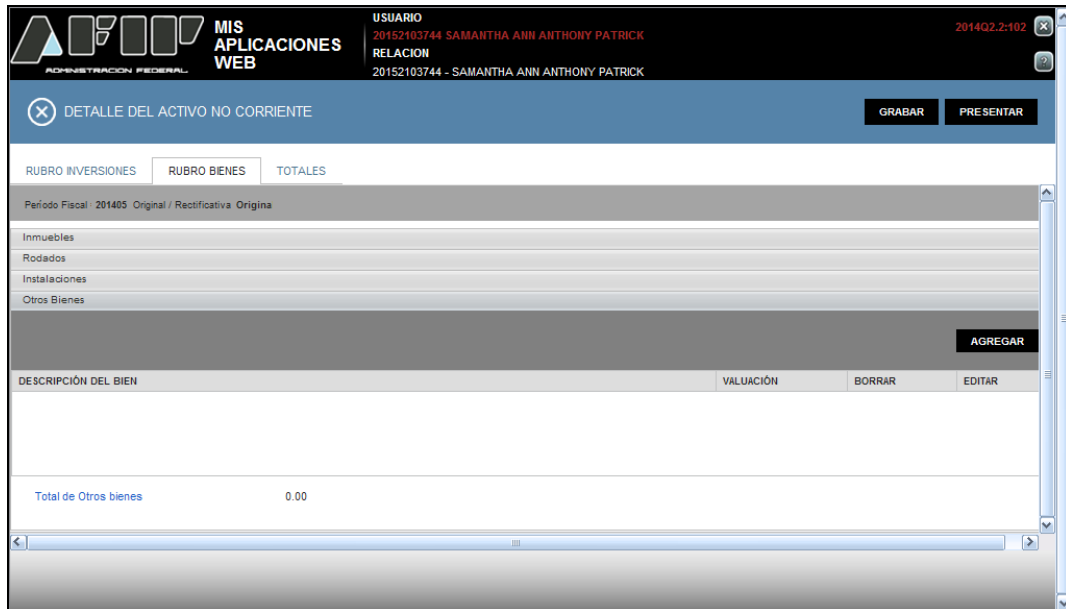 AFIP
ADMINISTRACION FEDERAL
MIS
APLICACIONES
WEB
USUARIO
20152103744 SAMANTHA ANN ANTHONY PATRICK
RELACION
20152103744 - SAMANTHA ANN ANTHONY PATRICK
2014Q2.2:102
DETALLE DEL ACTIVO NO CORRIENTE
GRABAR PRESENTAR
RUBRO INVERSIONES RUBRO BIENES TOTALES
Período Fiscal: 201405 Original / Rectificativa Origina
Inmuebles
Rodados
Instalaciones
Otros Bienes
AGREGAR
DESCRIPCIÓN DEL BIEN VALUACIÓN BORRAR EDITAR
Total de Otros bienes 0.00